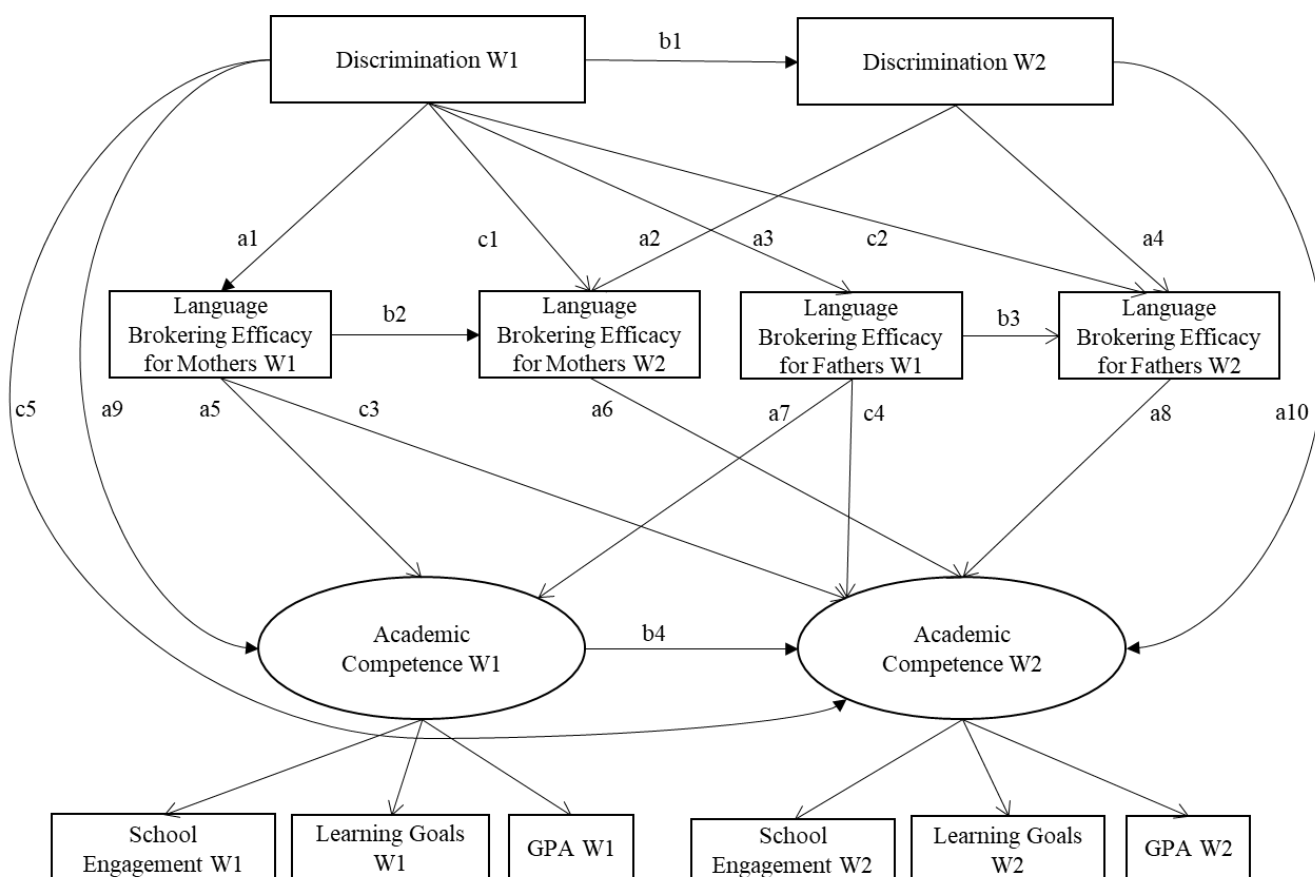 b1
Discrimination W1
Discrimination W2
a1
c1
a2
a3
c2
a4
Language
Brokering Efficacy
for Mothers W1
b2
Language
Brokering Efficacy
for Mothers W2
Language
Brokering Efficacy
for Fathers W1
b3
Language
Brokering Efficacy
for Fathers W2
c5
a9
a5
c3
a6
a7
c4
a8
a10
Academic
Competence W1
b4
Academic
Competence W2
School
Engagement W1
Learning Goals
W1
GPA W1
School
Engagement W2
Learning Goals
W2
GPA W2